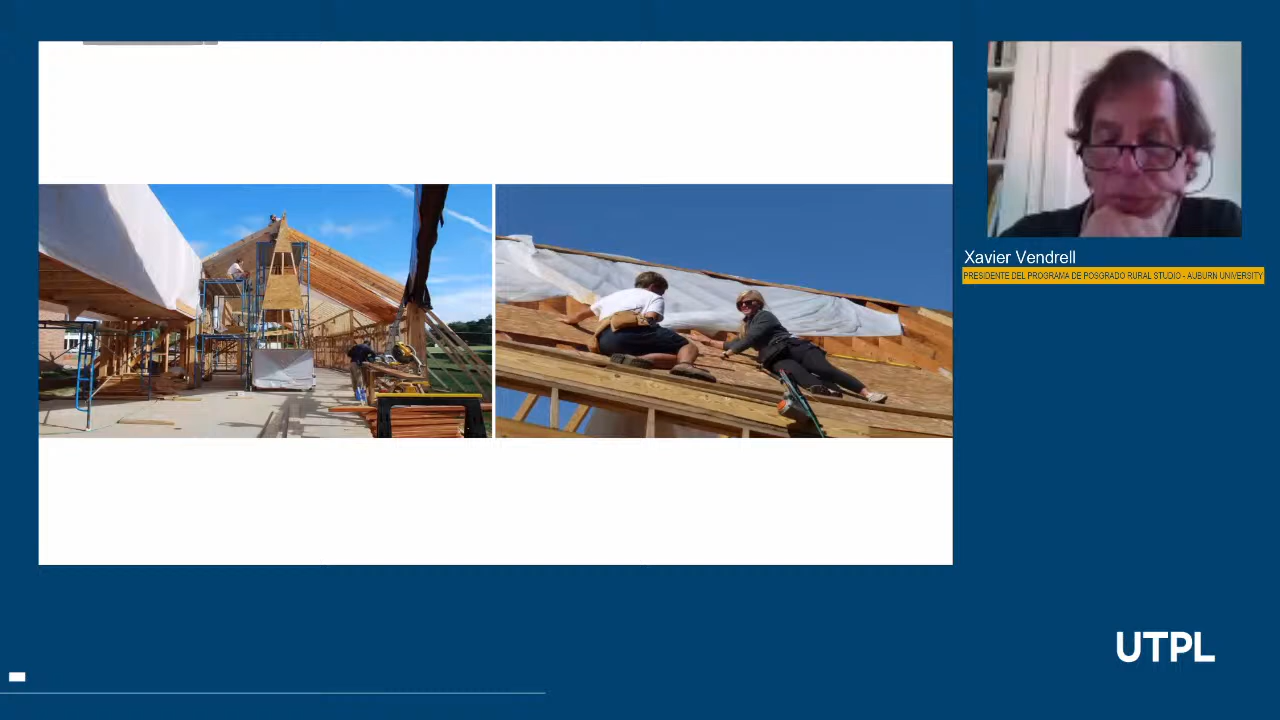 Xavier Vendrell
PRESIDENTE DEL PROGRAMA DE POSGRADO RURAL STUDIO - AUBURN UNIVERSITY
UTPL